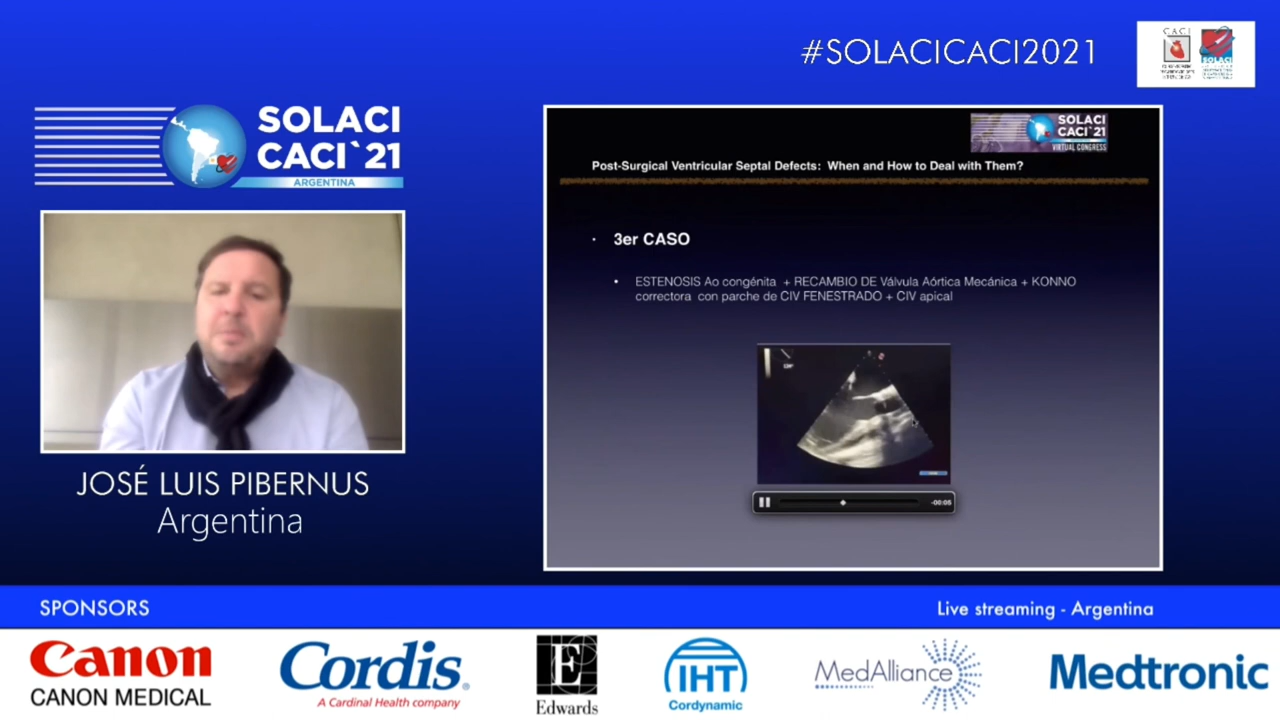 #SOLACICACI2021
CACI
SOLACI
SOLACI
CACI`21
ARGENTINA
SOLACI
CACI`21
VIRTUAL CONGRESS
Post-Surgical Ventricular Septal Defects: When and How to Deal with Them?
• 3er CASO
• ESTENOSIS Ao congénita + RECAMBIO DE Válvula Aórtica Mecánica + KONNO
correctora con parche de CIV FENESTRADO + CIV apical
-00:05
JOSÉ LUIS PIBERNUS
Argentina
SPONSORS
Live streaming - Argentina
Canon
CANON MEDICAL
Cordis®
A Cardinal Health company
E
Edwards
IHT
Cordynamic
MedAlliance
Medtronic